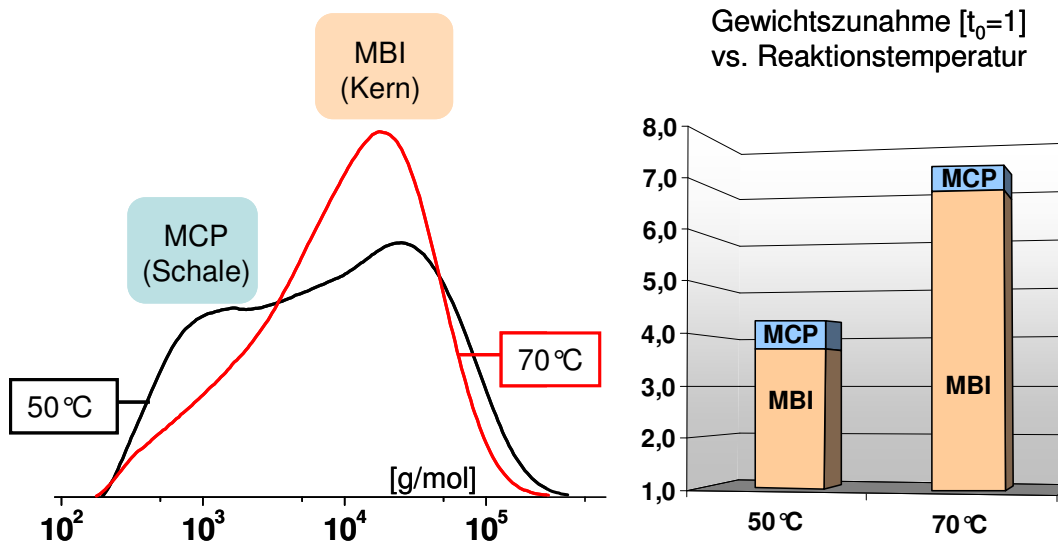 MBI
(Kern)
MCP
(Schale)
50°C
70°C
[g/mol]
10²
10³
10⁴
10⁵
Gewichtszunahme [t₀=1]
vs. Reaktionstemperatur
8,0
7,0
6,0
5,0
4,0
3,0
2,0
1,0
MCP
MBI
MCP
MBI
50°C
70°C